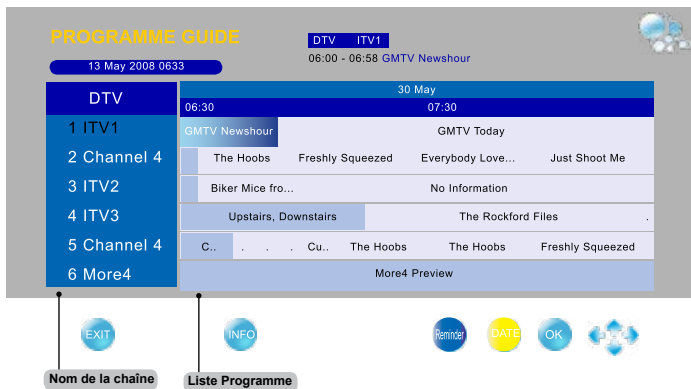 PROGRAMME GUIDE
DTV ITV1
06:00 - 06:58 GMTV Newshour
13 May 2008 0633
DTV
30 May
06:30 07:30
1 ITV1 GMTV Newshour GMTV Today
2 Channel 4 The Hoobs Freshly Squeezed Everybody Love... Just Shoot Me
3 ITV2 Biker Mice fro... No Information
4 ITV3 Upstairs, Downstairs The Rockford Files .
5 Channel 4 C.. . . . Cu.. The Hoobs The Hoobs Freshly Squeezed
6 More4 More4 Preview
EXIT INFO Reminder DATE OK
Nom de la chaîne Liste Programme